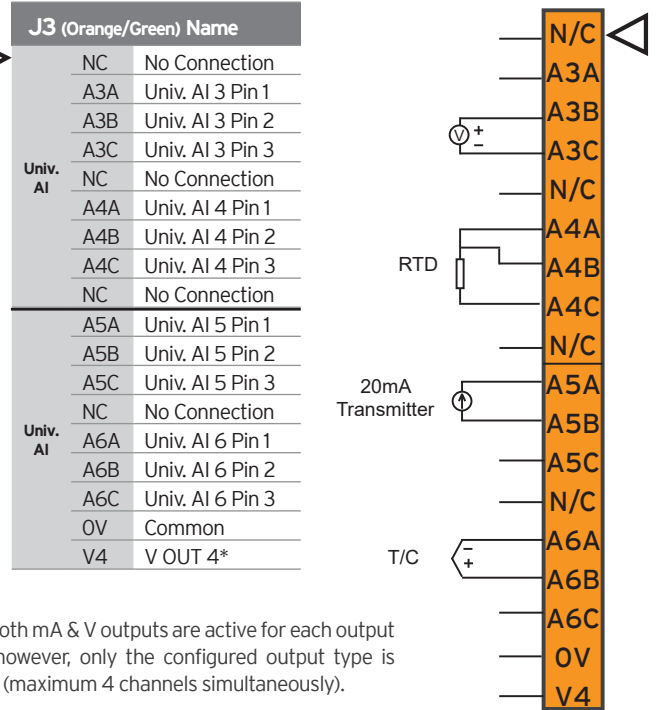 J3 (Orange/Green) Name
NC No Connection
A3A Univ. AI 3 Pin 1
A3B Univ. AI 3 Pin 2
A3C Univ. AI 3 Pin 3
Univ. AI
NC No Connection
A4A Univ. AI 4 Pin 1
A4B Univ. AI 4 Pin 2
A4C Univ. AI 4 Pin 3
NC No Connection
A5A Univ. AI 5 Pin 1
A5B Univ. AI 5 Pin 2
A5C Univ. AI 5 Pin 3
NC No Connection
Univ. AI
A6A Univ. AI 6 Pin 1
A6B Univ. AI 6 Pin 2
A6C Univ. AI 6 Pin 3
0V Common
V4 V OUT 4*
oth mA & V outputs are active for each output
however, only the configured output type is
(maximum 4 channels simultaneously).
N/C
A3A
A3B
V + −
A3C
N/C
A4A
RTD
A4B
A4C
N/C
A5A
20mA
Transmitter
A5B
A5C
N/C
A6A
T/C − +
A6B
A6C
0V
V4